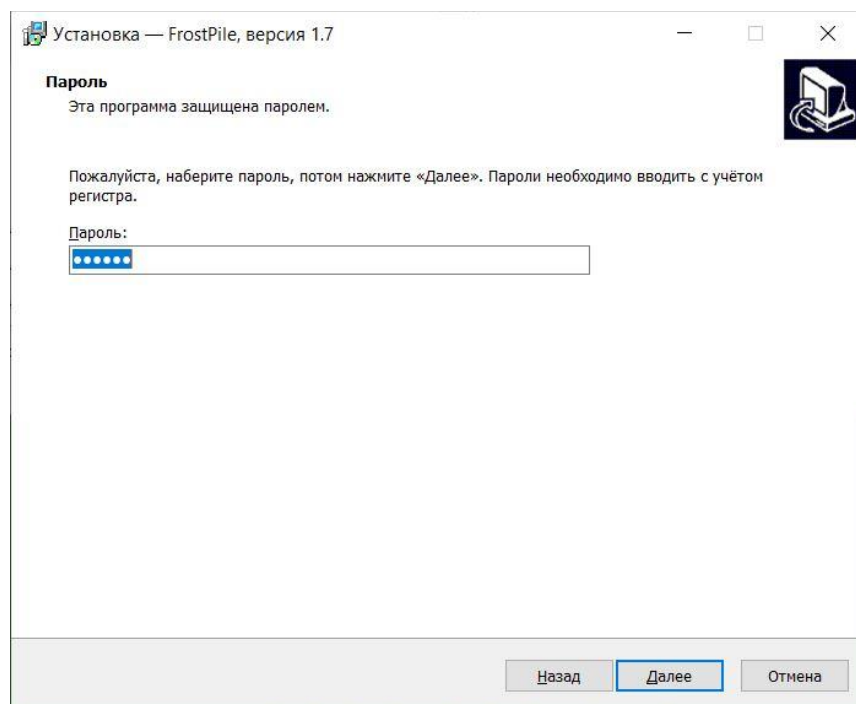 Установка — FrostPile, версия 1.7
Пароль
Эта программа защищена паролем.
Пожалуйста, наберите пароль, потом нажмите «Далее». Пароли необходимо вводить с учётом
регистра.
Пароль:
••••••
Назад
Далее
Отмена